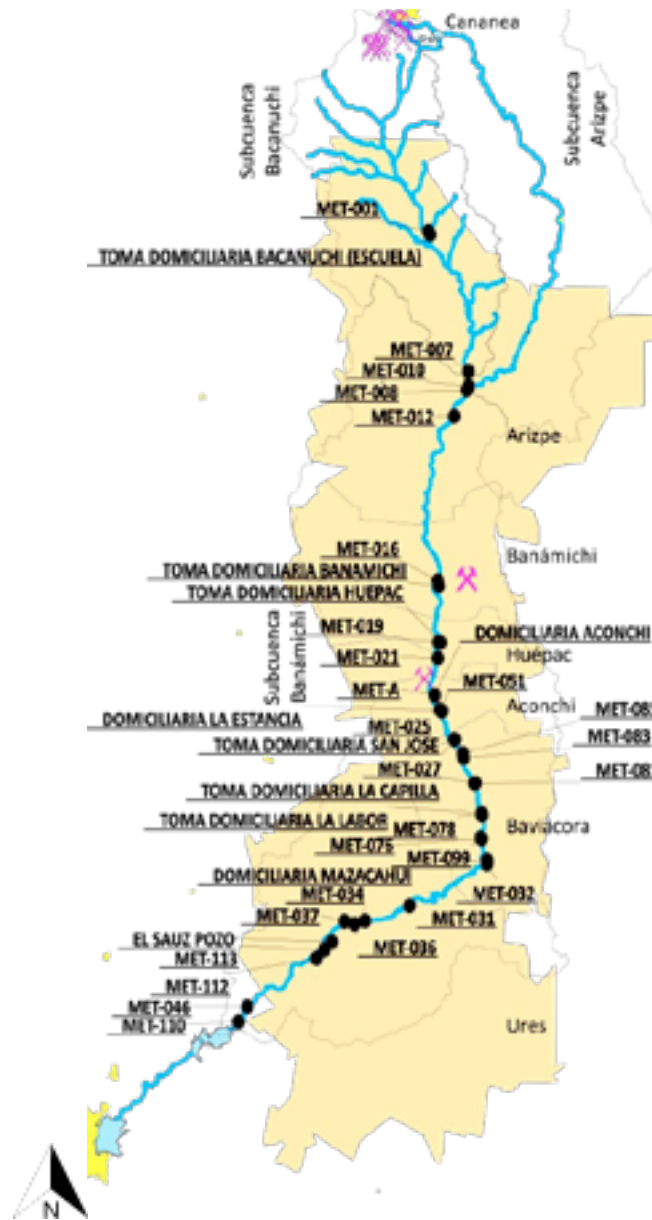 Cananea
Subcuenca
Bacanuchi
Subcuenca
Arizpe
MET-001
TOMA DOMICILIARIA BACANUCHI (ESCUELA)
MET-007
MET-010
MET-008
MET-012
Arizpe
MET-016
Banámichi
TOMA DOMICILIARIA BANAMICHI
TOMA DOMICILIARIA HUEPAC
Subcuenca
Banámichi
MET-019
DOMICILIARIA ACONCHI
MET-021
Huépac
MET-A
MET-051
Aconchi
DOMICILIARIA LA ESTANCIA
MET-025
MET-083
TOMA DOMICILIARIA SAN JOSE
MET-027
TOMA DOMICILIARIA LA CAPILLA
TOMA DOMICILIARIA LA LABOR
MET-078
Baviácora
MET-076
MET-099
DOMICILIARIA MAZACAHUI
MET-032
MET-034
MET-037
MET-031
EL SAUZ POZO
MET-036
MET-113
MET-112
MET-046
MET-110
Ures
N